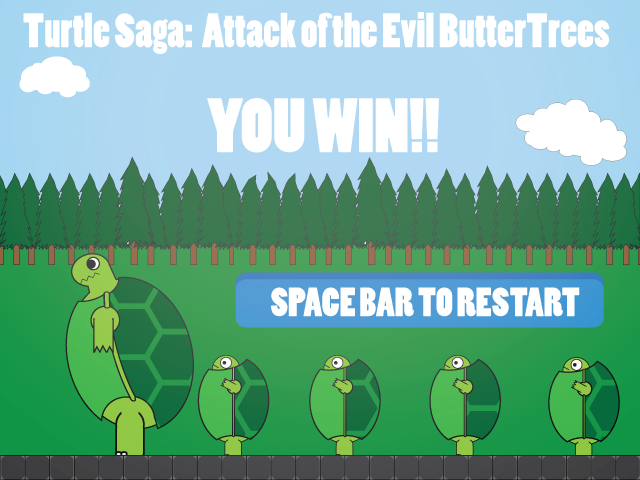 Turtle Saga: Attack of the Evil ButterTrees
YOU WIN!!
SPACE BAR TO RESTART